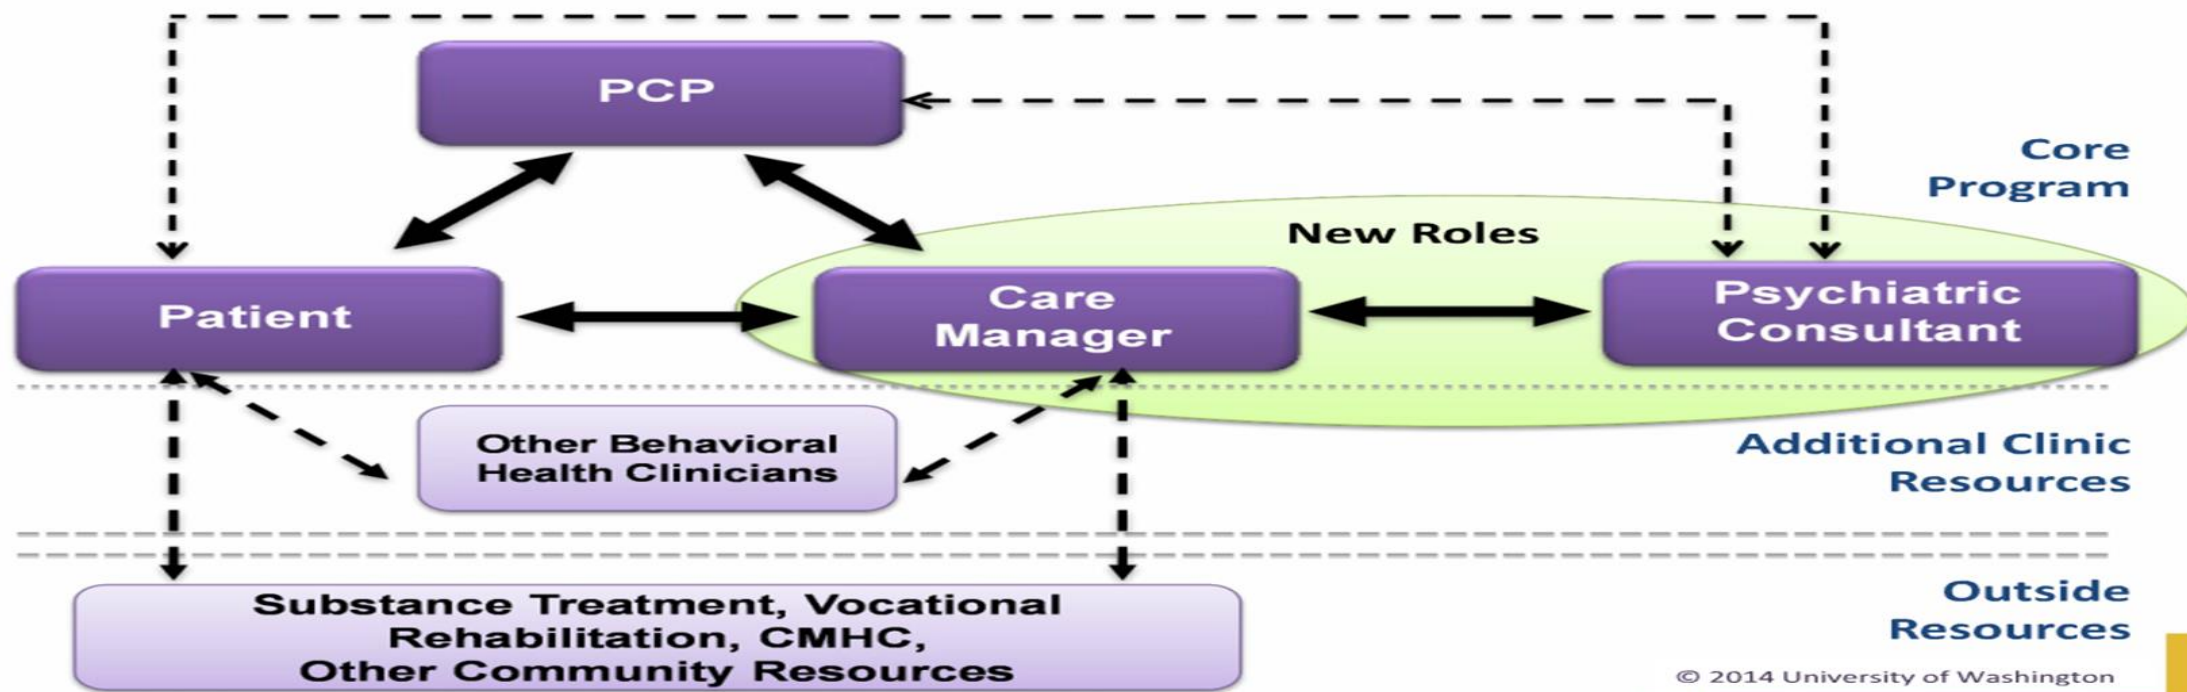 PCP
Core
Program
New Roles
Patient
Care
Manager
Psychiatric
Consultant
Other Behavioral
Health Clinicians
Additional Clinic
Resources
Substance Treatment, Vocational
Rehabilitation, CMHC,
Other Community Resources
Outside
Resources
© 2014 University of Washington